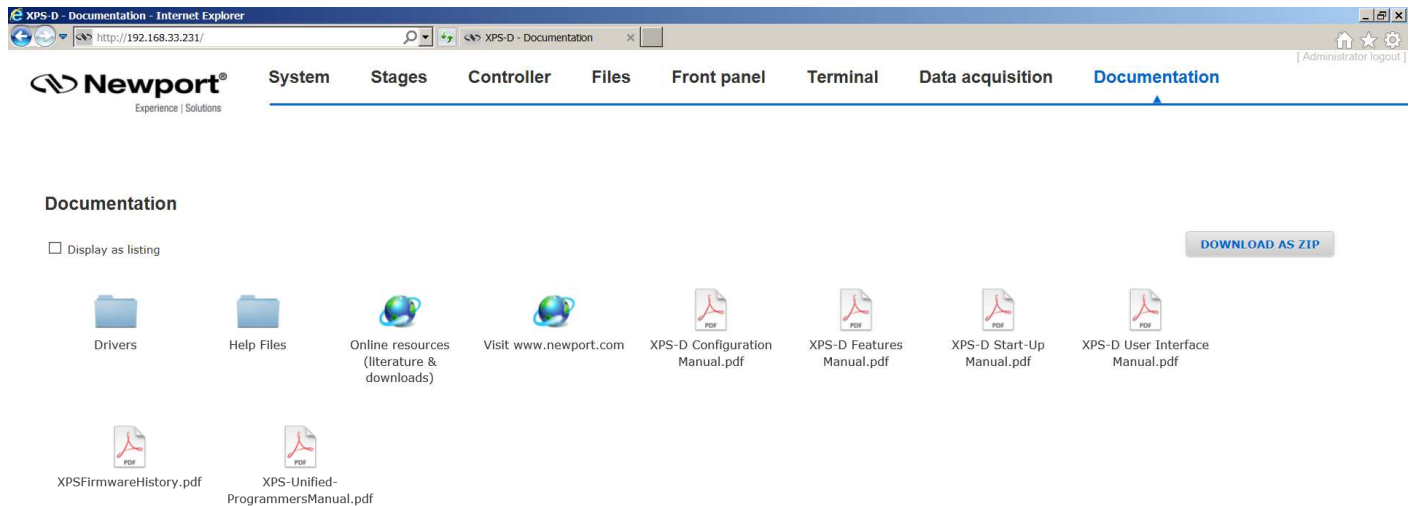 XPS-D - Documentation - Internet Explorer
http://192.168.33.231/
XPS-D - Documentation
[ Administrator logout ]
Newport®
Experience | Solutions
System Stages Controller Files Front panel Terminal Data acquisition Documentation
Documentation
Display as listing
DOWNLOAD AS ZIP
Drivers
Help Files
Online resources
(literature &
downloads)
Visit www.newport.com
PDF
XPS-D Configuration
Manual.pdf
PDF
XPS-D Features
Manual.pdf
PDF
XPS-D Start-Up
Manual.pdf
PDF
XPS-D User Interface
Manual.pdf
PDF
XPSFirmwareHistory.pdf
PDF
XPS-Unified-
ProgrammersManual.pdf